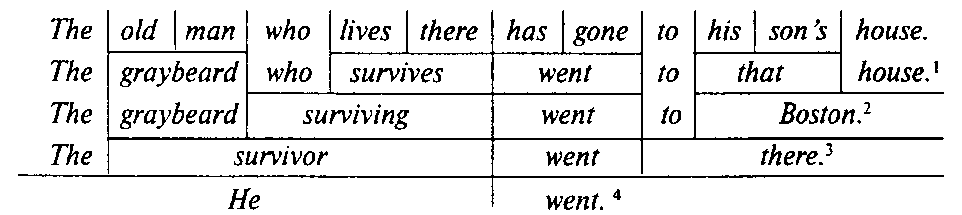 The old man who lives there has gone to his son's house.
The graybeard who survives went to that house.¹
The graybeard surviving went to Boston.²
The survivor went there.³
He went. ⁴